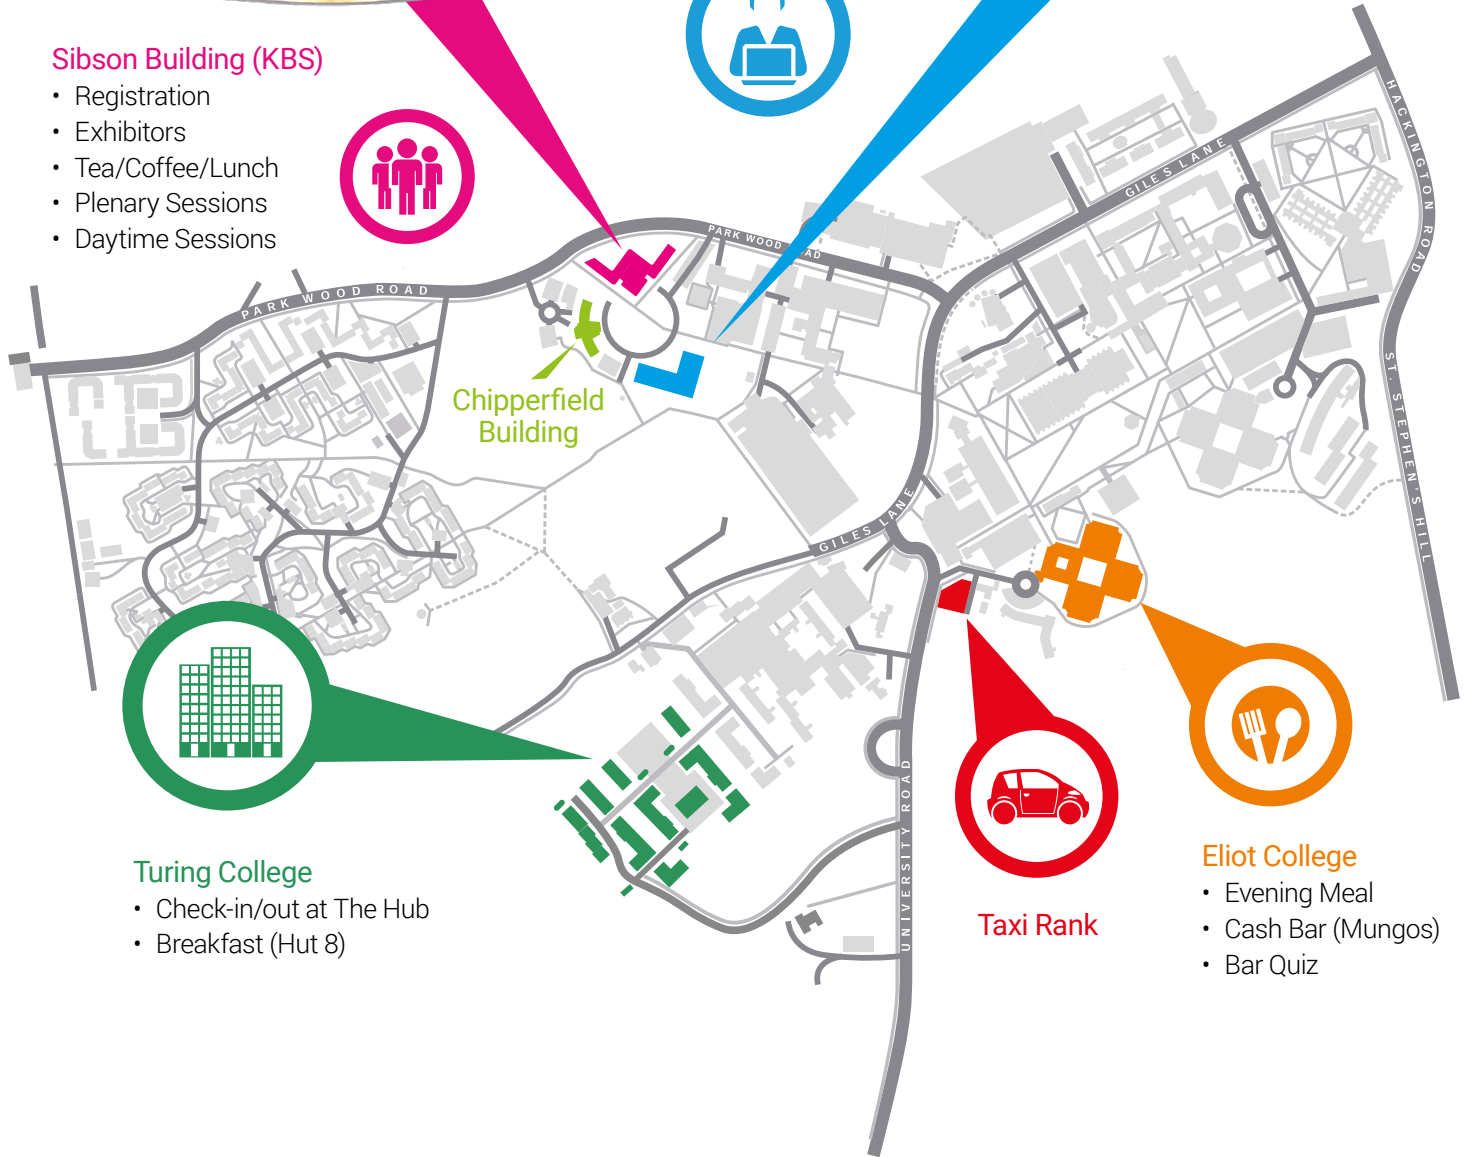 Sibson Building (KBS)
• Registration
• Exhibitors
• Tea/Coffee/Lunch
• Plenary Sessions
• Daytime Sessions
HACKINGTON ROAD
GILES LANE
PARK WOOD ROAD
PARK WOOD ROAD
Chipperfield
Building
ST. STEPHEN'S HILL
GILES LANE
UNIVERSITY ROAD
Turing College
• Check-in/out at The Hub
• Breakfast (Hut 8)
Taxi Rank
Eliot College
• Evening Meal
• Cash Bar (Mungos)
• Bar Quiz